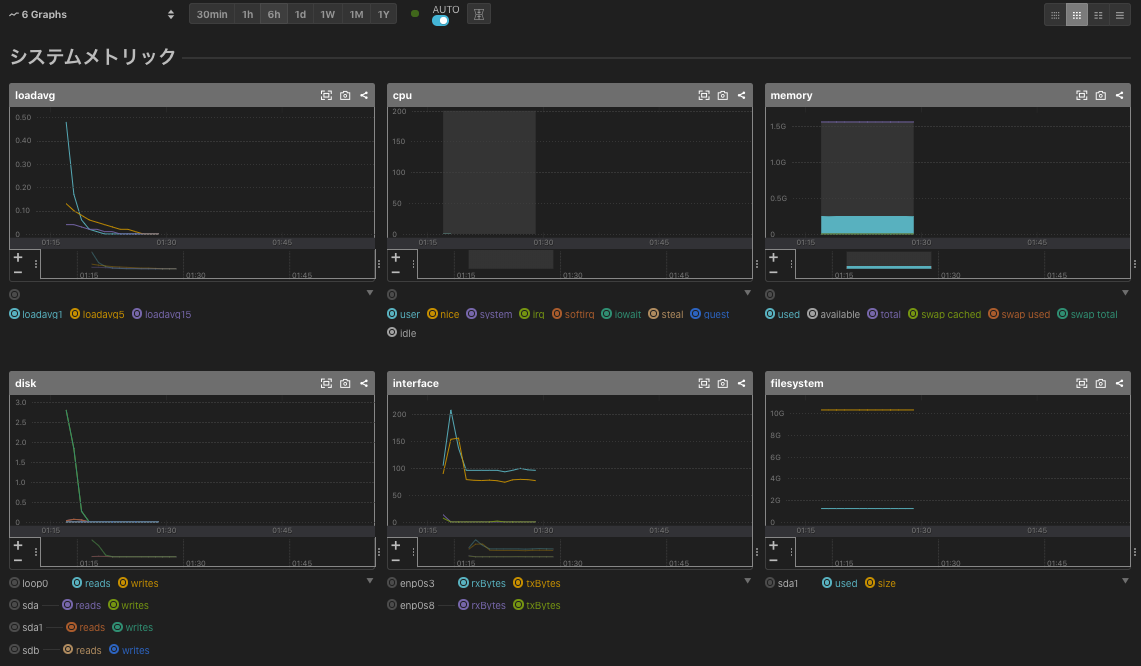 6 Graphs 30min 1h 6h 1d 1W 1M 1Y AUTO
システムメトリック
loadavg
0.50
0.40
0.30
0.20
0.10
0
01:15 01:30 01:45
+
−
01:15 01:30 01:45
loadavg1 loadavg5 loadavg15
cpu
200
150
100
50
0
01:15 01:30 01:45
+
−
01:15 01:30 01:45
user nice system irq softirq iowait steal guest
idle
memory
1.5G
1.0G
0.5G
0
01:15 01:30 01:45
+
−
01:15 01:30 01:45
used available total swap cached swap used swap total
disk
3.0
2.5
2.0
1.5
1.0
0.5
0
01:15 01:30 01:45
+
−
01:15 01:30 01:45
loop0 reads writes
sda reads writes
sda1 reads writes
sdb reads writes
interface
200
150
100
50
0
01:15 01:30 01:45
+
−
01:15 01:30 01:45
enp0s3 rxBytes txBytes
enp0s8 rxBytes txBytes
filesystem
10G
8G
6G
4G
2G
0
01:15 01:30 01:45
+
−
01:15 01:30 01:45
sda1 used size